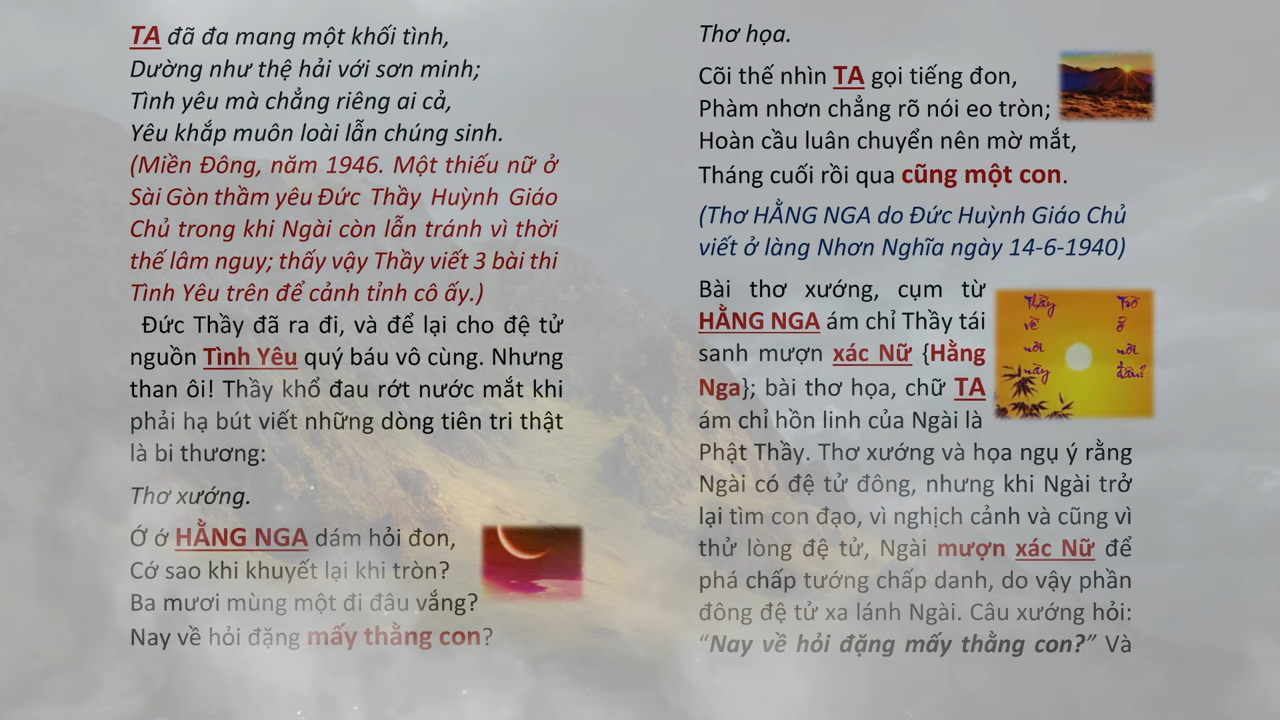 TA đã đa mang một khối tình,
Dường như thệ hải với sơn minh;
Tình yêu mà chẳng riêng ai cả,
Yêu khắp muôn loài lẫn chúng sinh.
(Miền Đông, năm 1946. Một thiếu nữ ở
Sài Gòn thầm yêu Đức Thầy Huỳnh Giáo
Chủ trong khi Ngài còn lẫn tránh vì thời
thế lâm nguy; thấy vậy Thầy viết 3 bài thi
Tình Yêu trên để cảnh tỉnh cô ấy.)
Đức Thầy đã ra đi, và để lại cho đệ tử
nguồn Tình Yêu quý báu vô cùng. Nhưng
than ôi! Thầy khổ đau rớt nước mắt khi
phải hạ bút viết những dòng tiên tri thật
là bi thương:
Thơ xướng.
Ớ ớ HẰNG NGA dám hỏi đon,
Cớ sao khi khuyết lại khi tròn?
Ba mươi mùng một đi đâu vắng?
Nay về hỏi đặng mấy thằng con?
Thơ họa.
Cõi thế nhìn TA gọi tiếng đon,
Phàm nhơn chẳng rõ nói eo tròn;
Hoàn cầu luân chuyển nên mờ mắt,
Tháng cuối rồi qua cũng một con.
(Thơ HẰNG NGA do Đức Huỳnh Giáo Chủ
viết ở làng Nhơn Nghĩa ngày 14-6-1940)
Bài thơ xướng, cụm từ
HẰNG NGA ám chỉ Thầy tái
sanh mượn xác Nữ {Hằng
Nga}; bài thơ họa, chữ TA
ám chỉ hồn linh của Ngài là
Phật Thầy. Thơ xướng và họa ngụ ý rằng
Ngài có đệ tử đông, nhưng khi Ngài trở
lại tìm con đạo, vì nghịch cảnh và cũng vì
thử lòng đệ tử, Ngài mượn xác Nữ để
phá chấp tướng chấp danh, do vậy phần
đông đệ tử xa lánh Ngài. Câu xướng hỏi:
“Nay về hỏi đặng mấy thằng con?” Và
Thầy
về
nơi
nầy
Trò
ở
nơi
đâu?